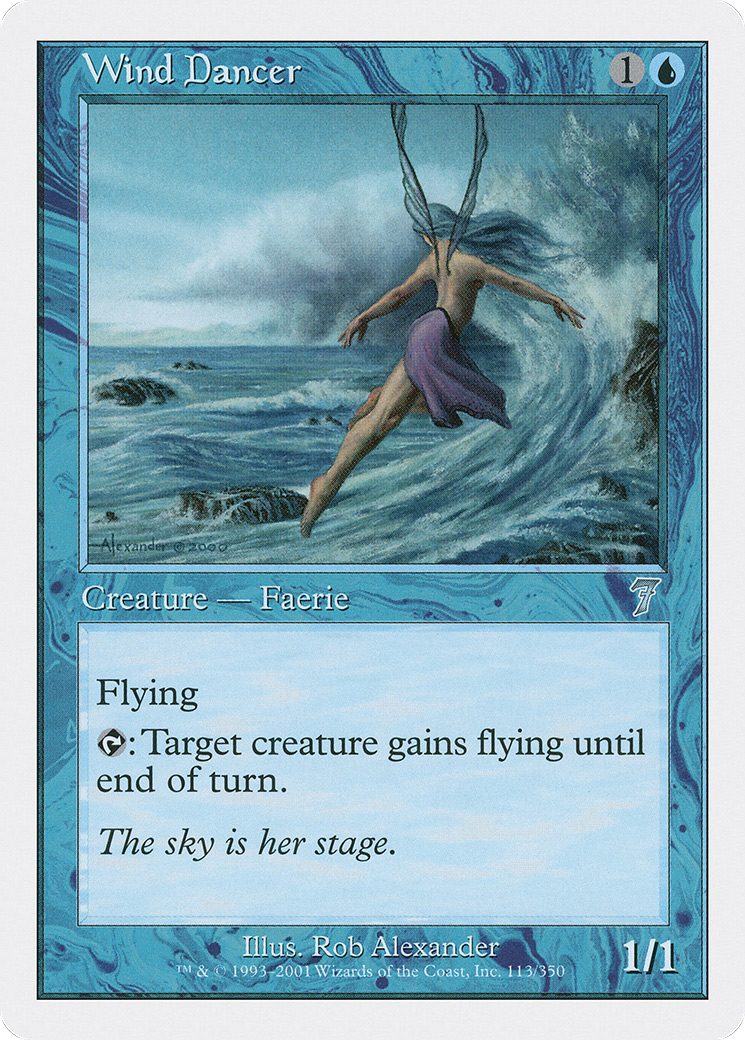 Wind Dancer
1
Alexander © 2000
Creature — Faerie
7
Flying
: Target creature gains flying until
end of turn.
The sky is her stage.
Illus. Rob Alexander
™ & © 1993–2001 Wizards of the Coast, Inc. 113/350
1/1